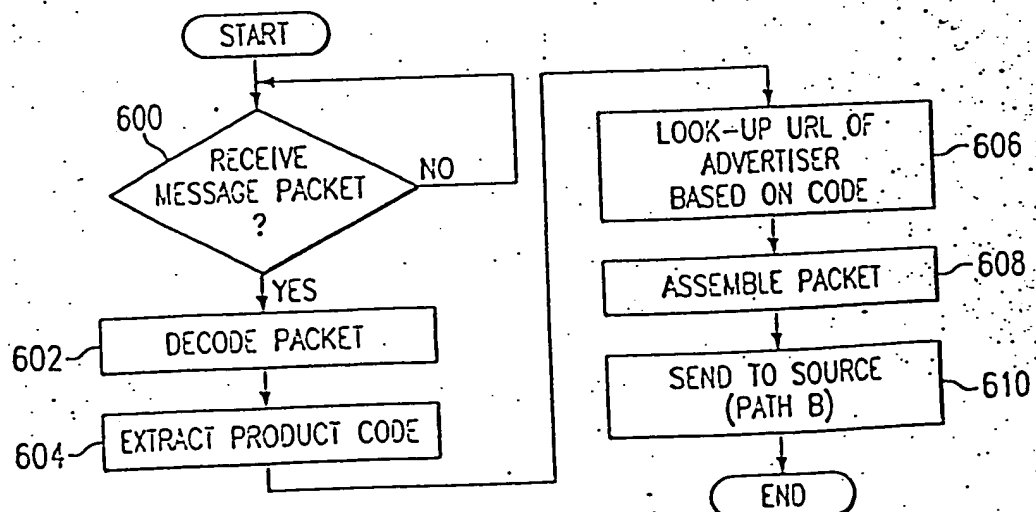 START
600
RECEIVE
MESSAGE PACKET
?
NO
YES
602
DECODE PACKET
604
EXTRACT PRODUCT CODE
LOOK-UP URL OF
ADVERTISER
BASED ON CODE
606
ASSEMBLE PACKET
608
SEND TO SOURCE
(PATH B)
610
END